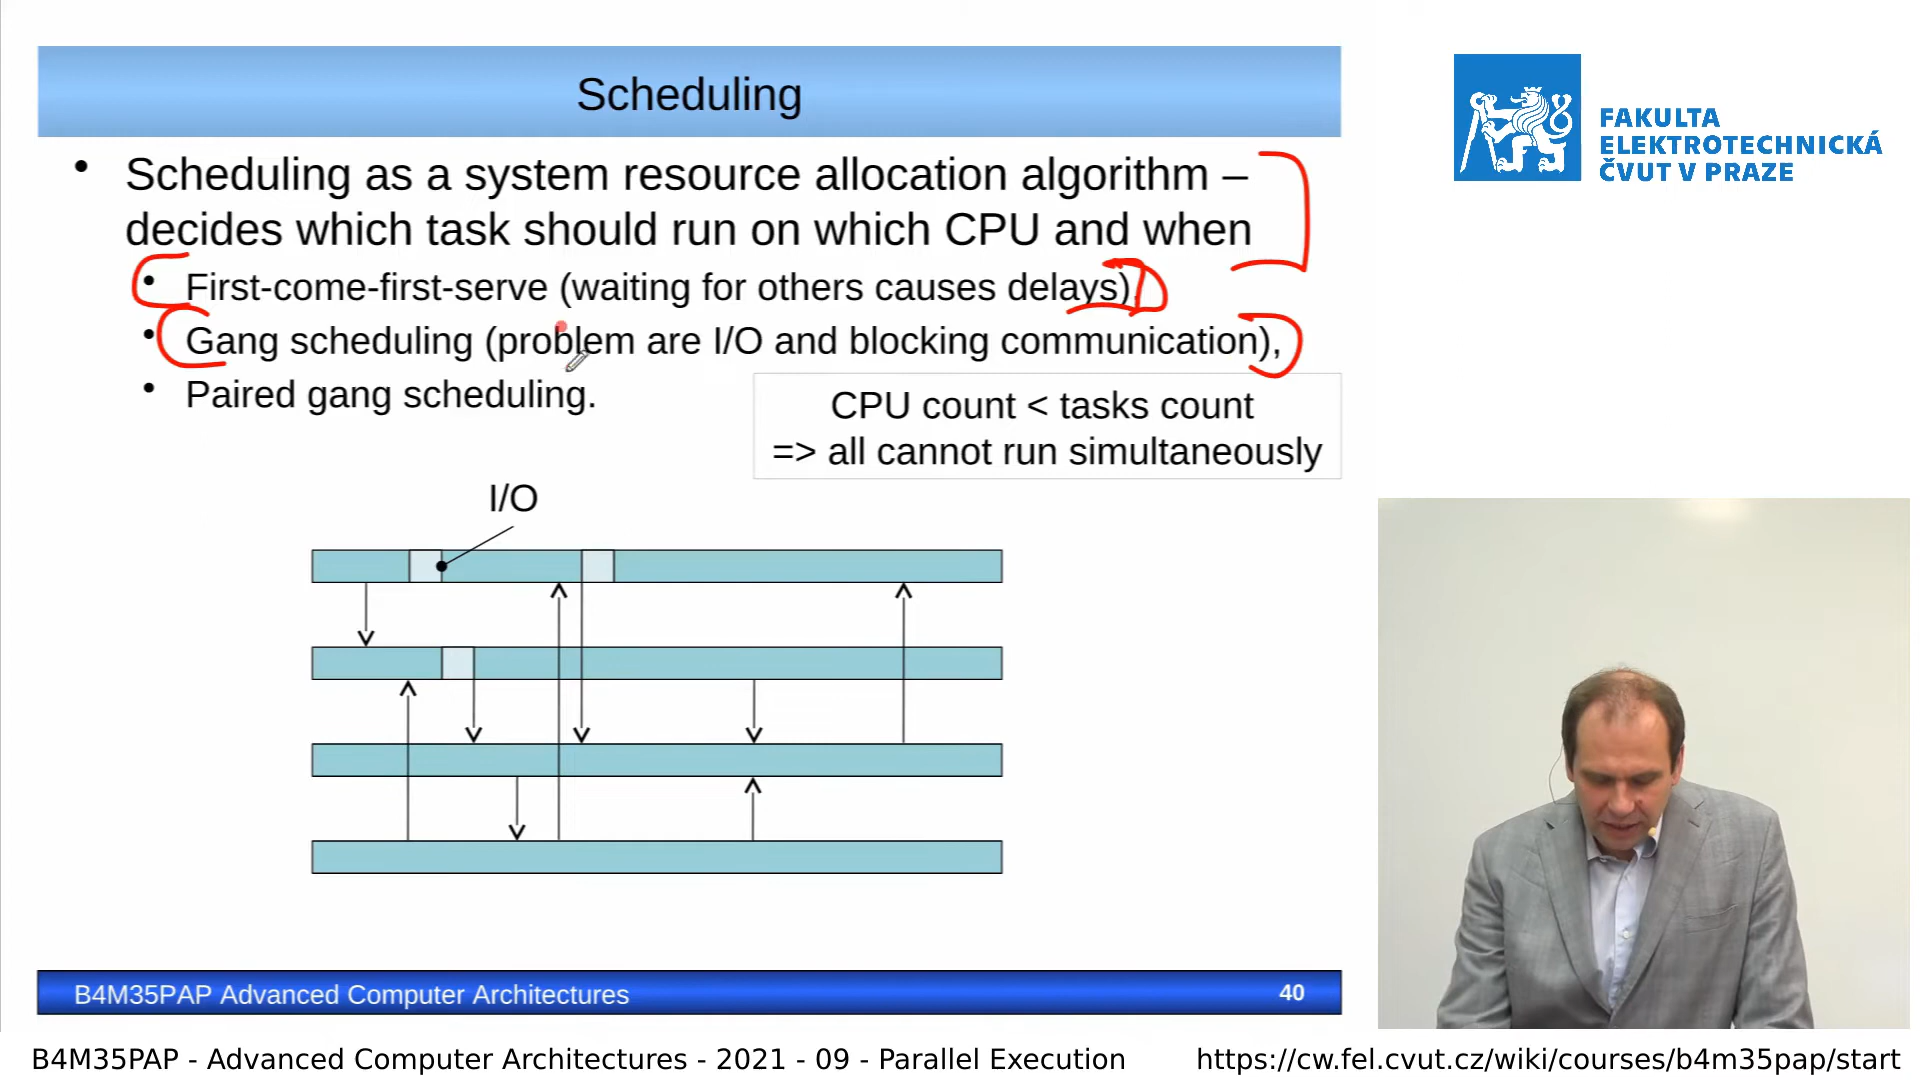 Scheduling
• Scheduling as a system resource allocation algorithm –
decides which task should run on which CPU and when
• First-come-first-serve (waiting for others causes delays),
• Gang scheduling (problem are I/O and blocking communication),
• Paired gang scheduling.
CPU count < tasks count
=> all cannot run simultaneously
I/O
B4M35PAP Advanced Computer Architectures
40
FAKULTA
ELEKTROTECHNICKÁ
ČVUT V PRAZE
B4M35PAP - Advanced Computer Architectures - 2021 - 09 - Parallel Execution
https://cw.fel.cvut.cz/wiki/courses/b4m35pap/start